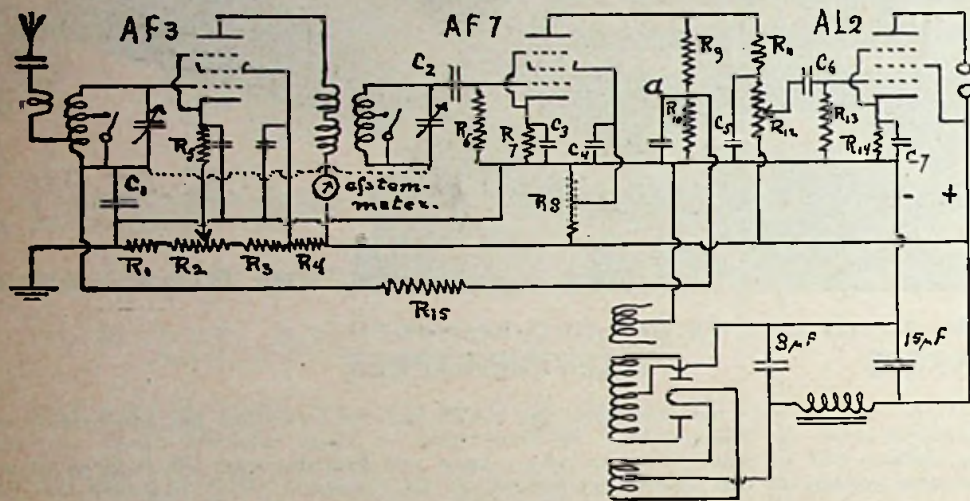 AF3
AF7
AL2
C2
C6
R9
R11
R10
R5
R6
R7
C3
C4
C5
R12
R13
R14
C7
C1
afstem-
meter.
R8
- +
R1
R2
R3
R4
R15
8µF
15µF